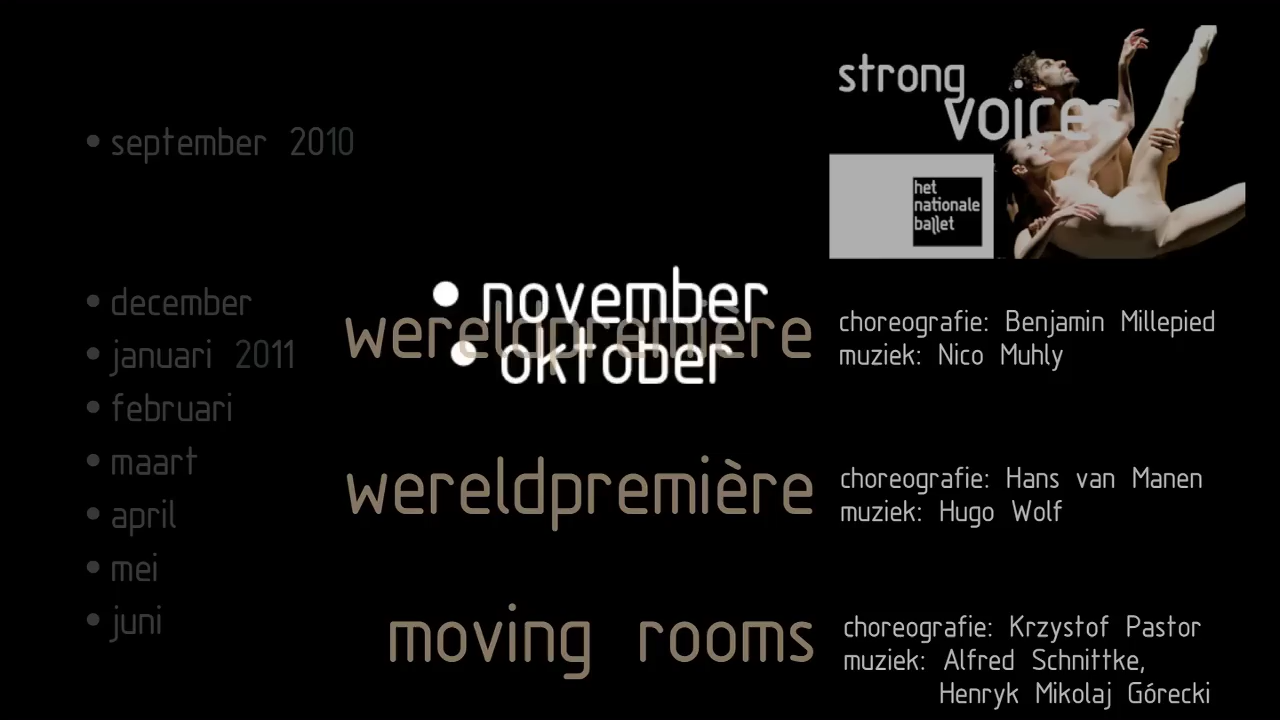 strong
voices
het
nationale
ballet
• september 2010
• november
• oktober
• december
• januari 2011
• februari
• maart
• april
• mei
• juni
wereldpremière
choreografie: Benjamin Millepied
muziek: Nico Muhly
wereldpremière
choreografie: Hans van Manen
muziek: Hugo Wolf
moving rooms
choreografie: Krzystof Pastor
muziek: Alfred Schnittke,
Henryk Mikolaj Górecki